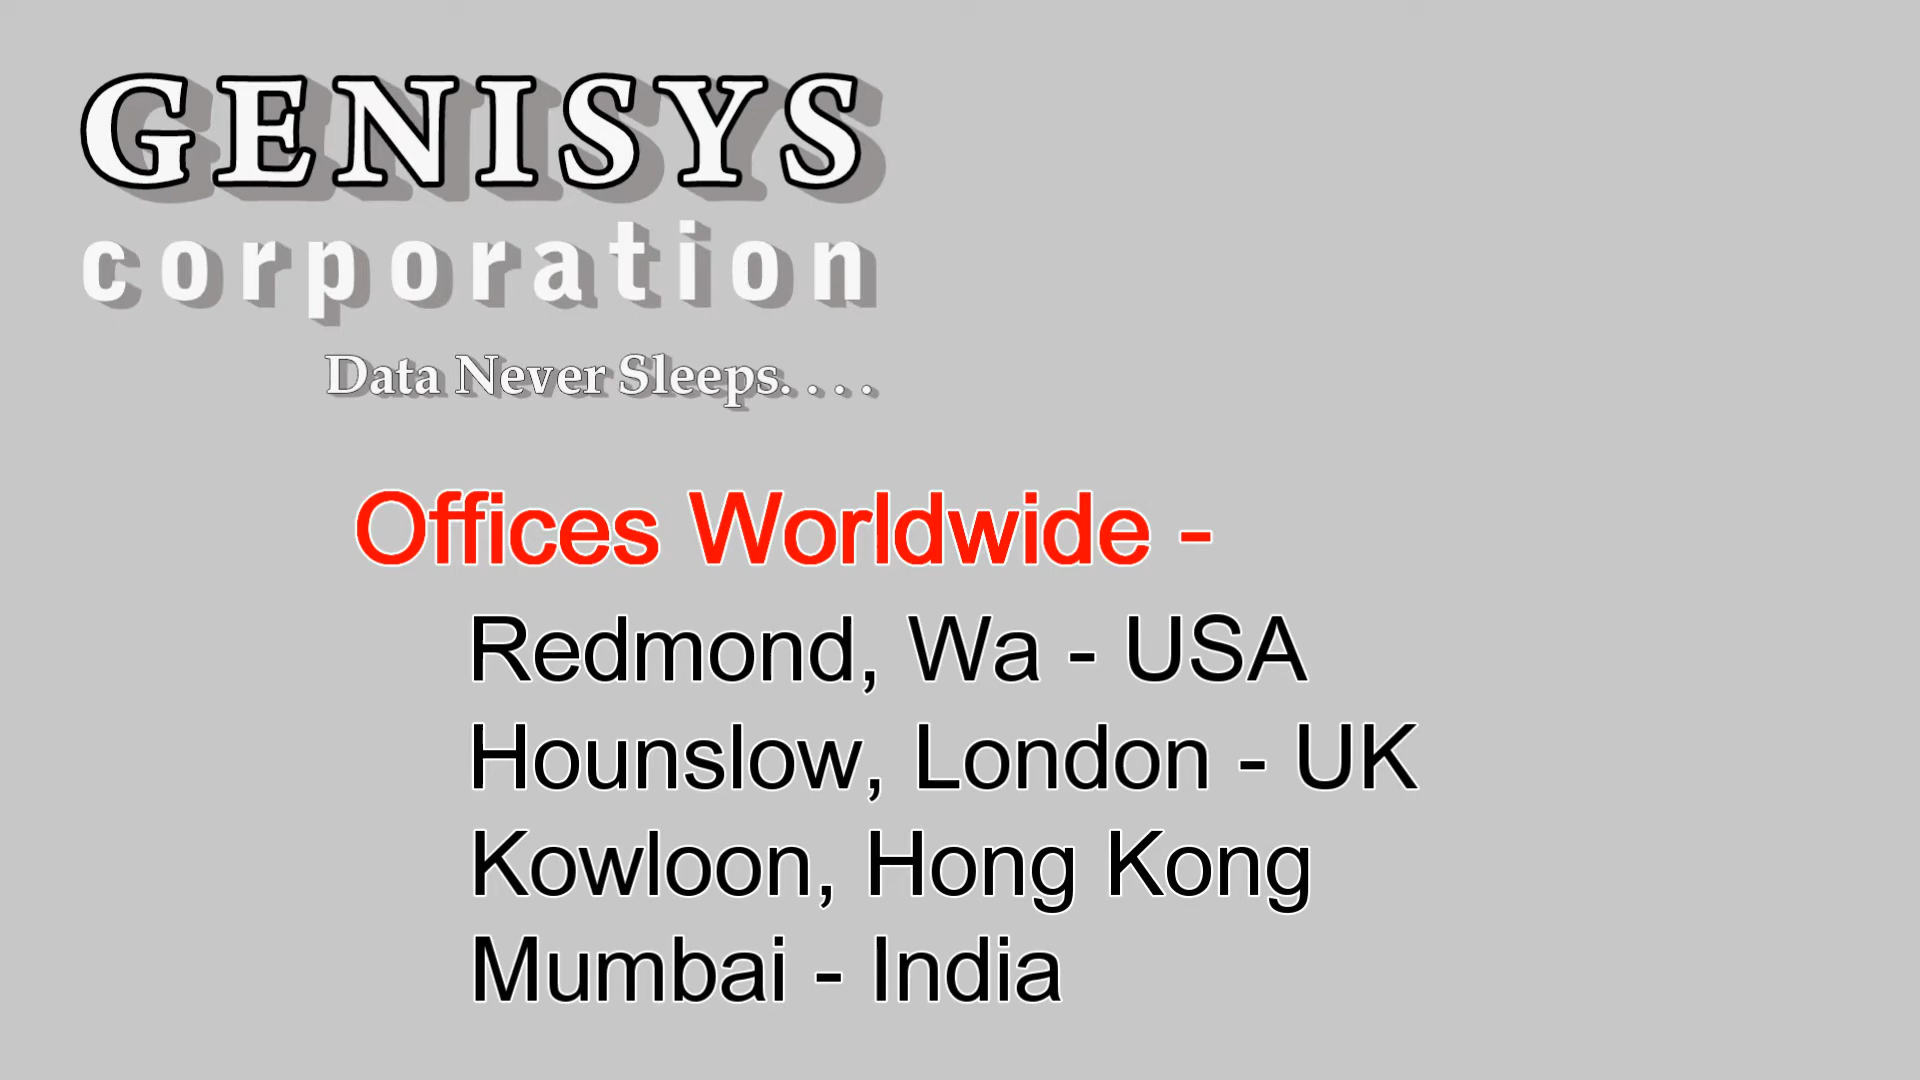 GENISYS
corporation
Data Never Sleeps. . . .
Offices Worldwide -
Redmond, Wa - USA
Hounslow, London - UK
Kowloon, Hong Kong
Mumbai - India